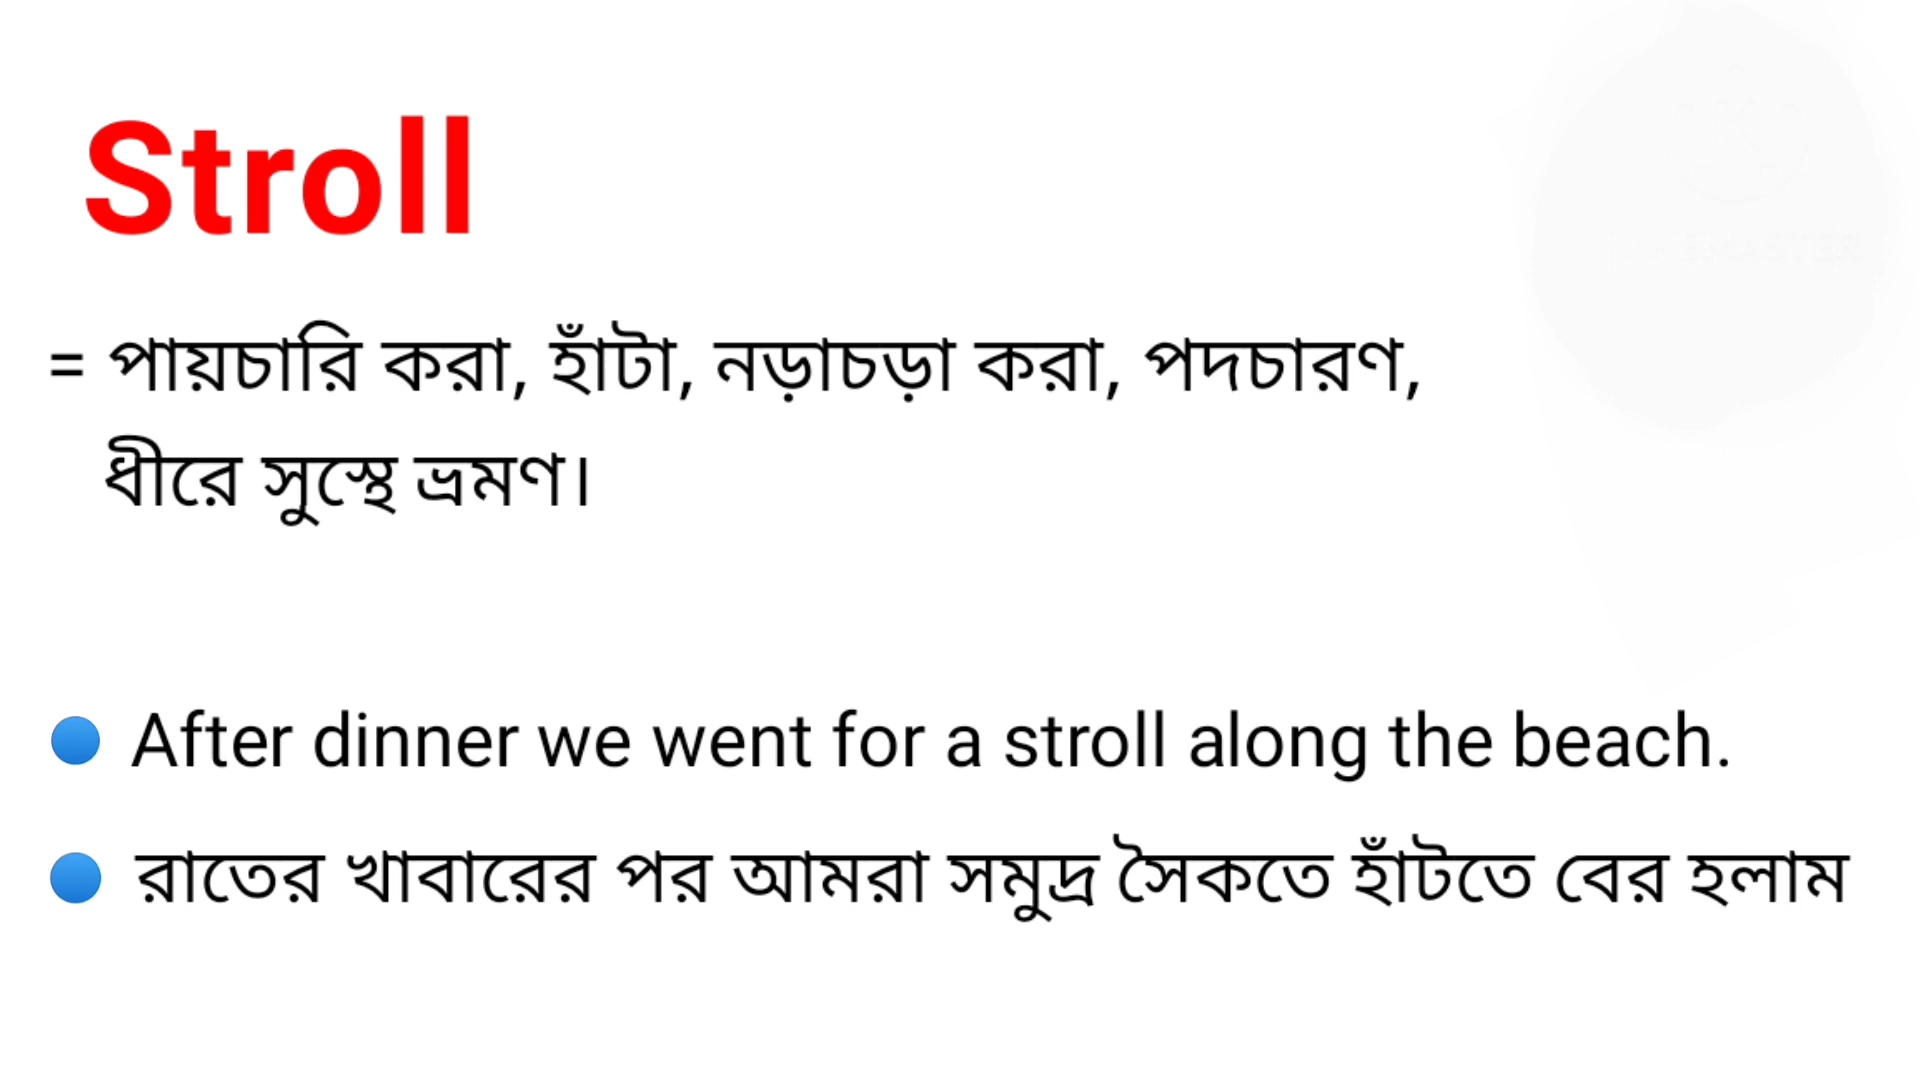 Stroll
= পায়চারি করা, হাঁটা, নড়াচড়া করা, পদচারণ,
ধীরে সুস্থে ভ্রমণ।
After dinner we went for a stroll along the beach.
রাতের খাবারের পর আমরা সমুদ্র সৈকতে হাঁটতে বের হলাম